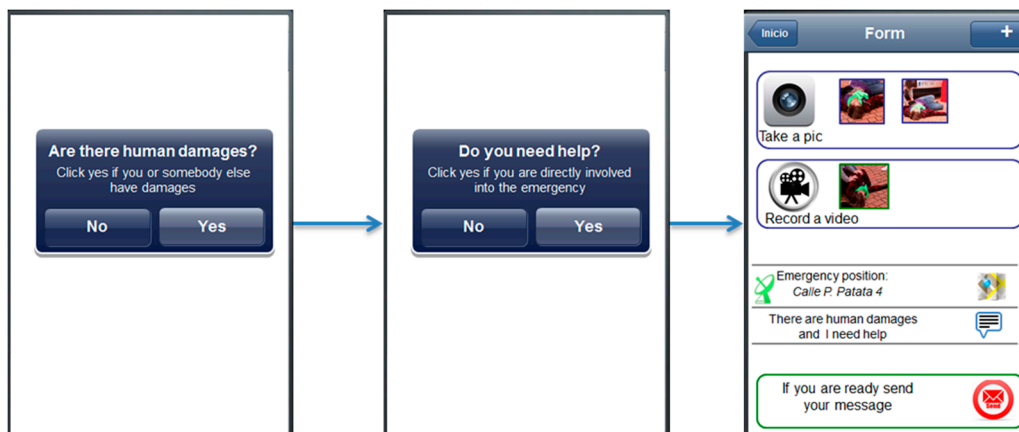 Are there human damages?
Click yes if you or somebody else
have damages
No
Yes
Do you need help?
Click yes if you are directly involved
into the emergency
No
Yes
Inicio
Form
+
Take a pic
Record a video
Emergency position:
Calle P. Patata 4
There are human damages
and I need help
If you are ready send
your message
Send